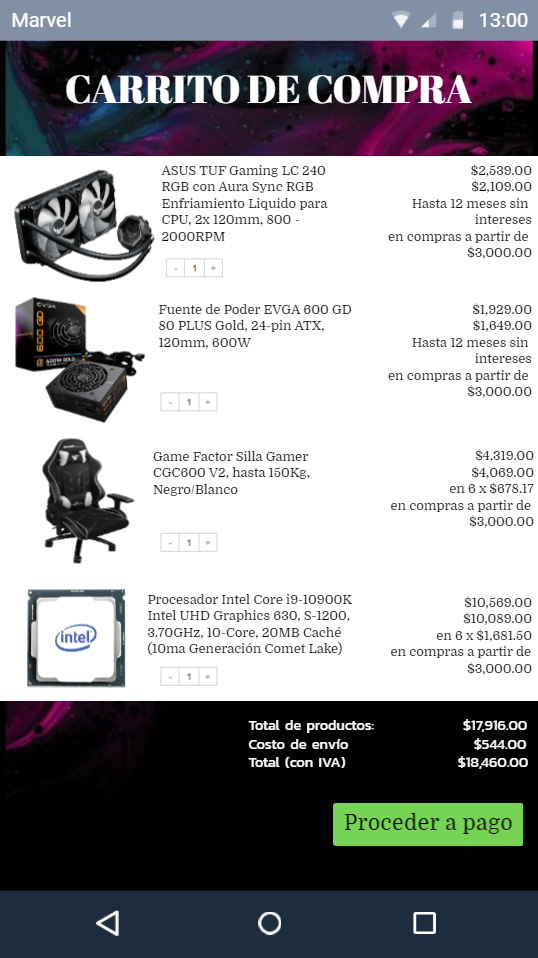 Marvel
13:00
CARRITO DE COMPRA
ASUS TUF Gaming LC 240
RGB con Aura Sync RGB
Enfriamiento Liquido para
CPU, 2x 120mm, 800 -
2000RPM
- 1 +
$2,539.00
$2,109.00
Hasta 12 meses sin
intereses
en compras a partir de
$3,000.00
EVGA
600 GD
600W GOLD
Fuente de Poder EVGA 600 GD
80 PLUS Gold, 24-pin ATX,
120mm, 600W
- 1 +
$1,929.00
$1,649.00
Hasta 12 meses sin
intereses
en compras a partir de
$3,000.00
Game Factor Silla Gamer
CGC600 V2, hasta 150Kg,
Negro/Blanco
- 1 +
$4,319.00
$4,069.00
en 6 x $678.17
en compras a partir de
$3,000.00
intel
Procesador Intel Core i9-10900K
Intel UHD Graphics 630, S-1200,
3.70GHz, 10-Core, 20MB Caché
(10ma Generación Comet Lake)
- 1 +
$10,569.00
$10,089.00
en 6 x $1,681.50
en compras a partir de
$3,000.00
Total de productos: $17,916.00
Costo de envío $544.00
Total (con IVA) $18,460.00
Proceder a pago